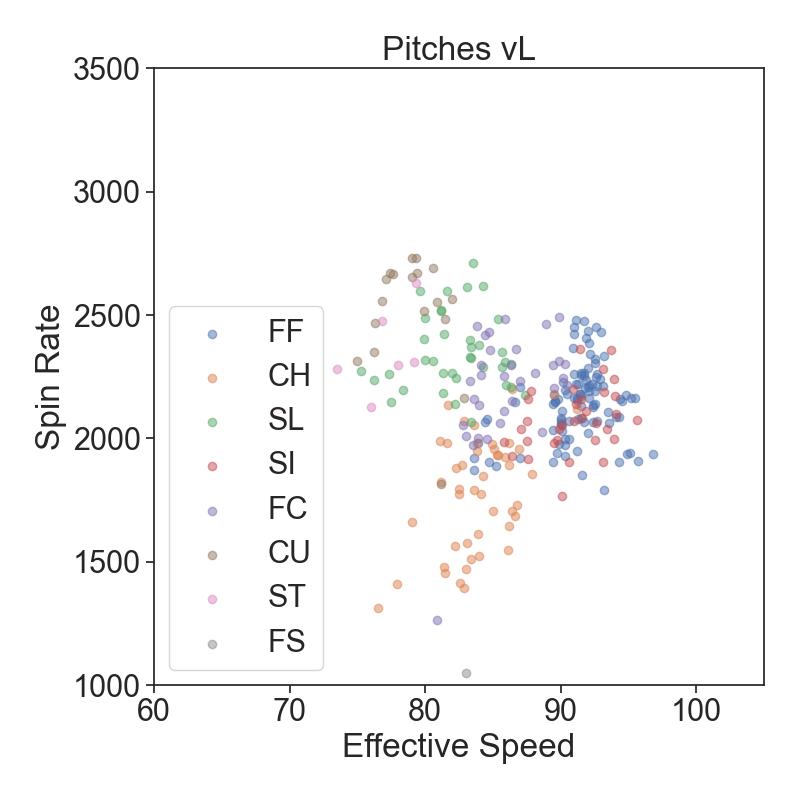 Pitches vL
3500
3000
2500
2000
1500
1000
Spin Rate
FF
CH
SL
SI
FC
CU
ST
FS
60 70 80 90 100
Effective Speed